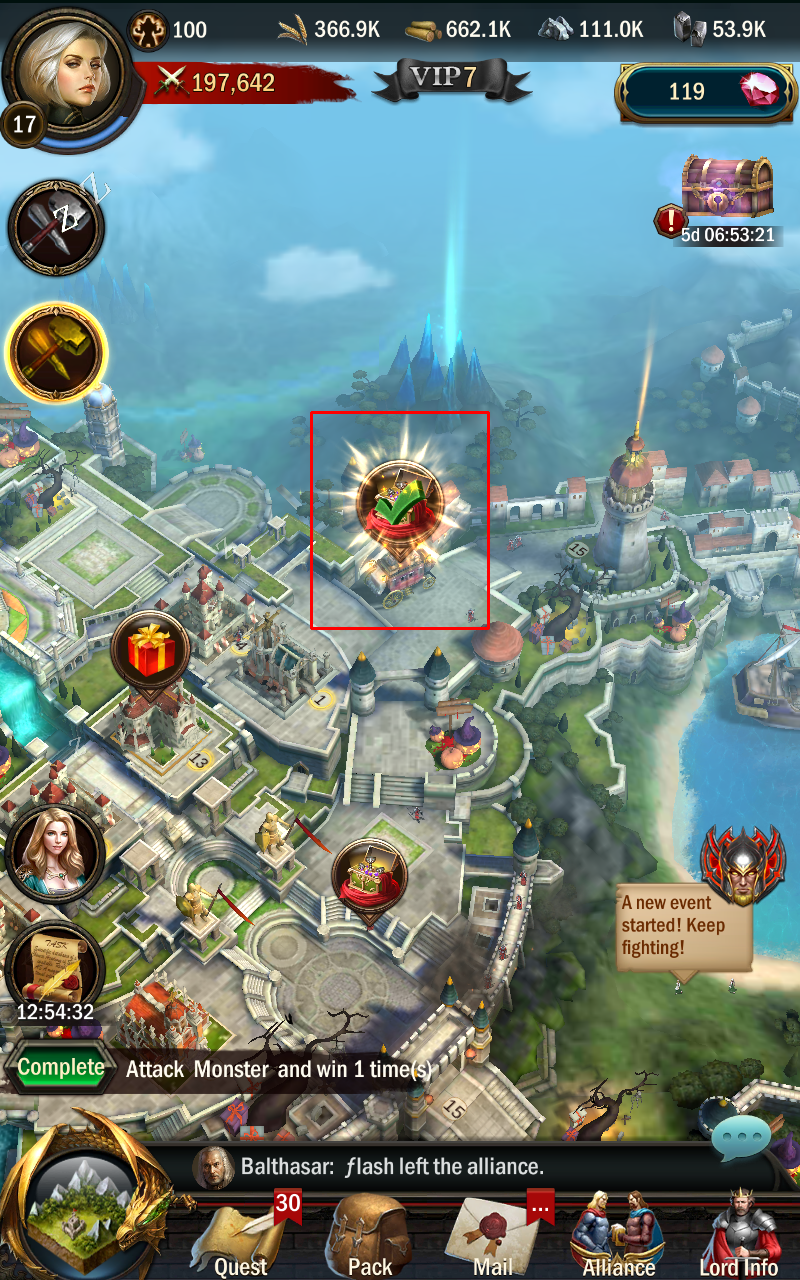 100
366.9K
662.1K
111.0K
53.9K
197,642
VIP7
119
17
Z
Z
5d 06:53:21
15
1
13
A new event
started! Keep
fighting!
TASK
12:54:32
Complete
Attack Monster and win 1 time(s)
15
Balthasar: ƒlash left the alliance.
30
...
Quest
Pack
Mail
Alliance
Lord Info